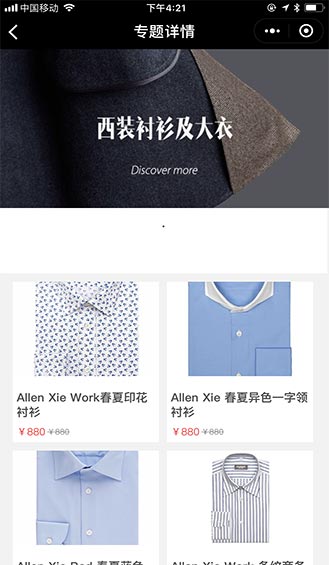 中国移动 下午4:21
专题详情
西装衬衫及大衣
Discover more
Allen Xie Work春夏印花
衬衫
￥880 ￥880
Allen Xie 春夏异色一字领
衬衫
￥880 ￥880
Allen Xie Red 春夏蓝色
Allen Xie Work 条纹商务